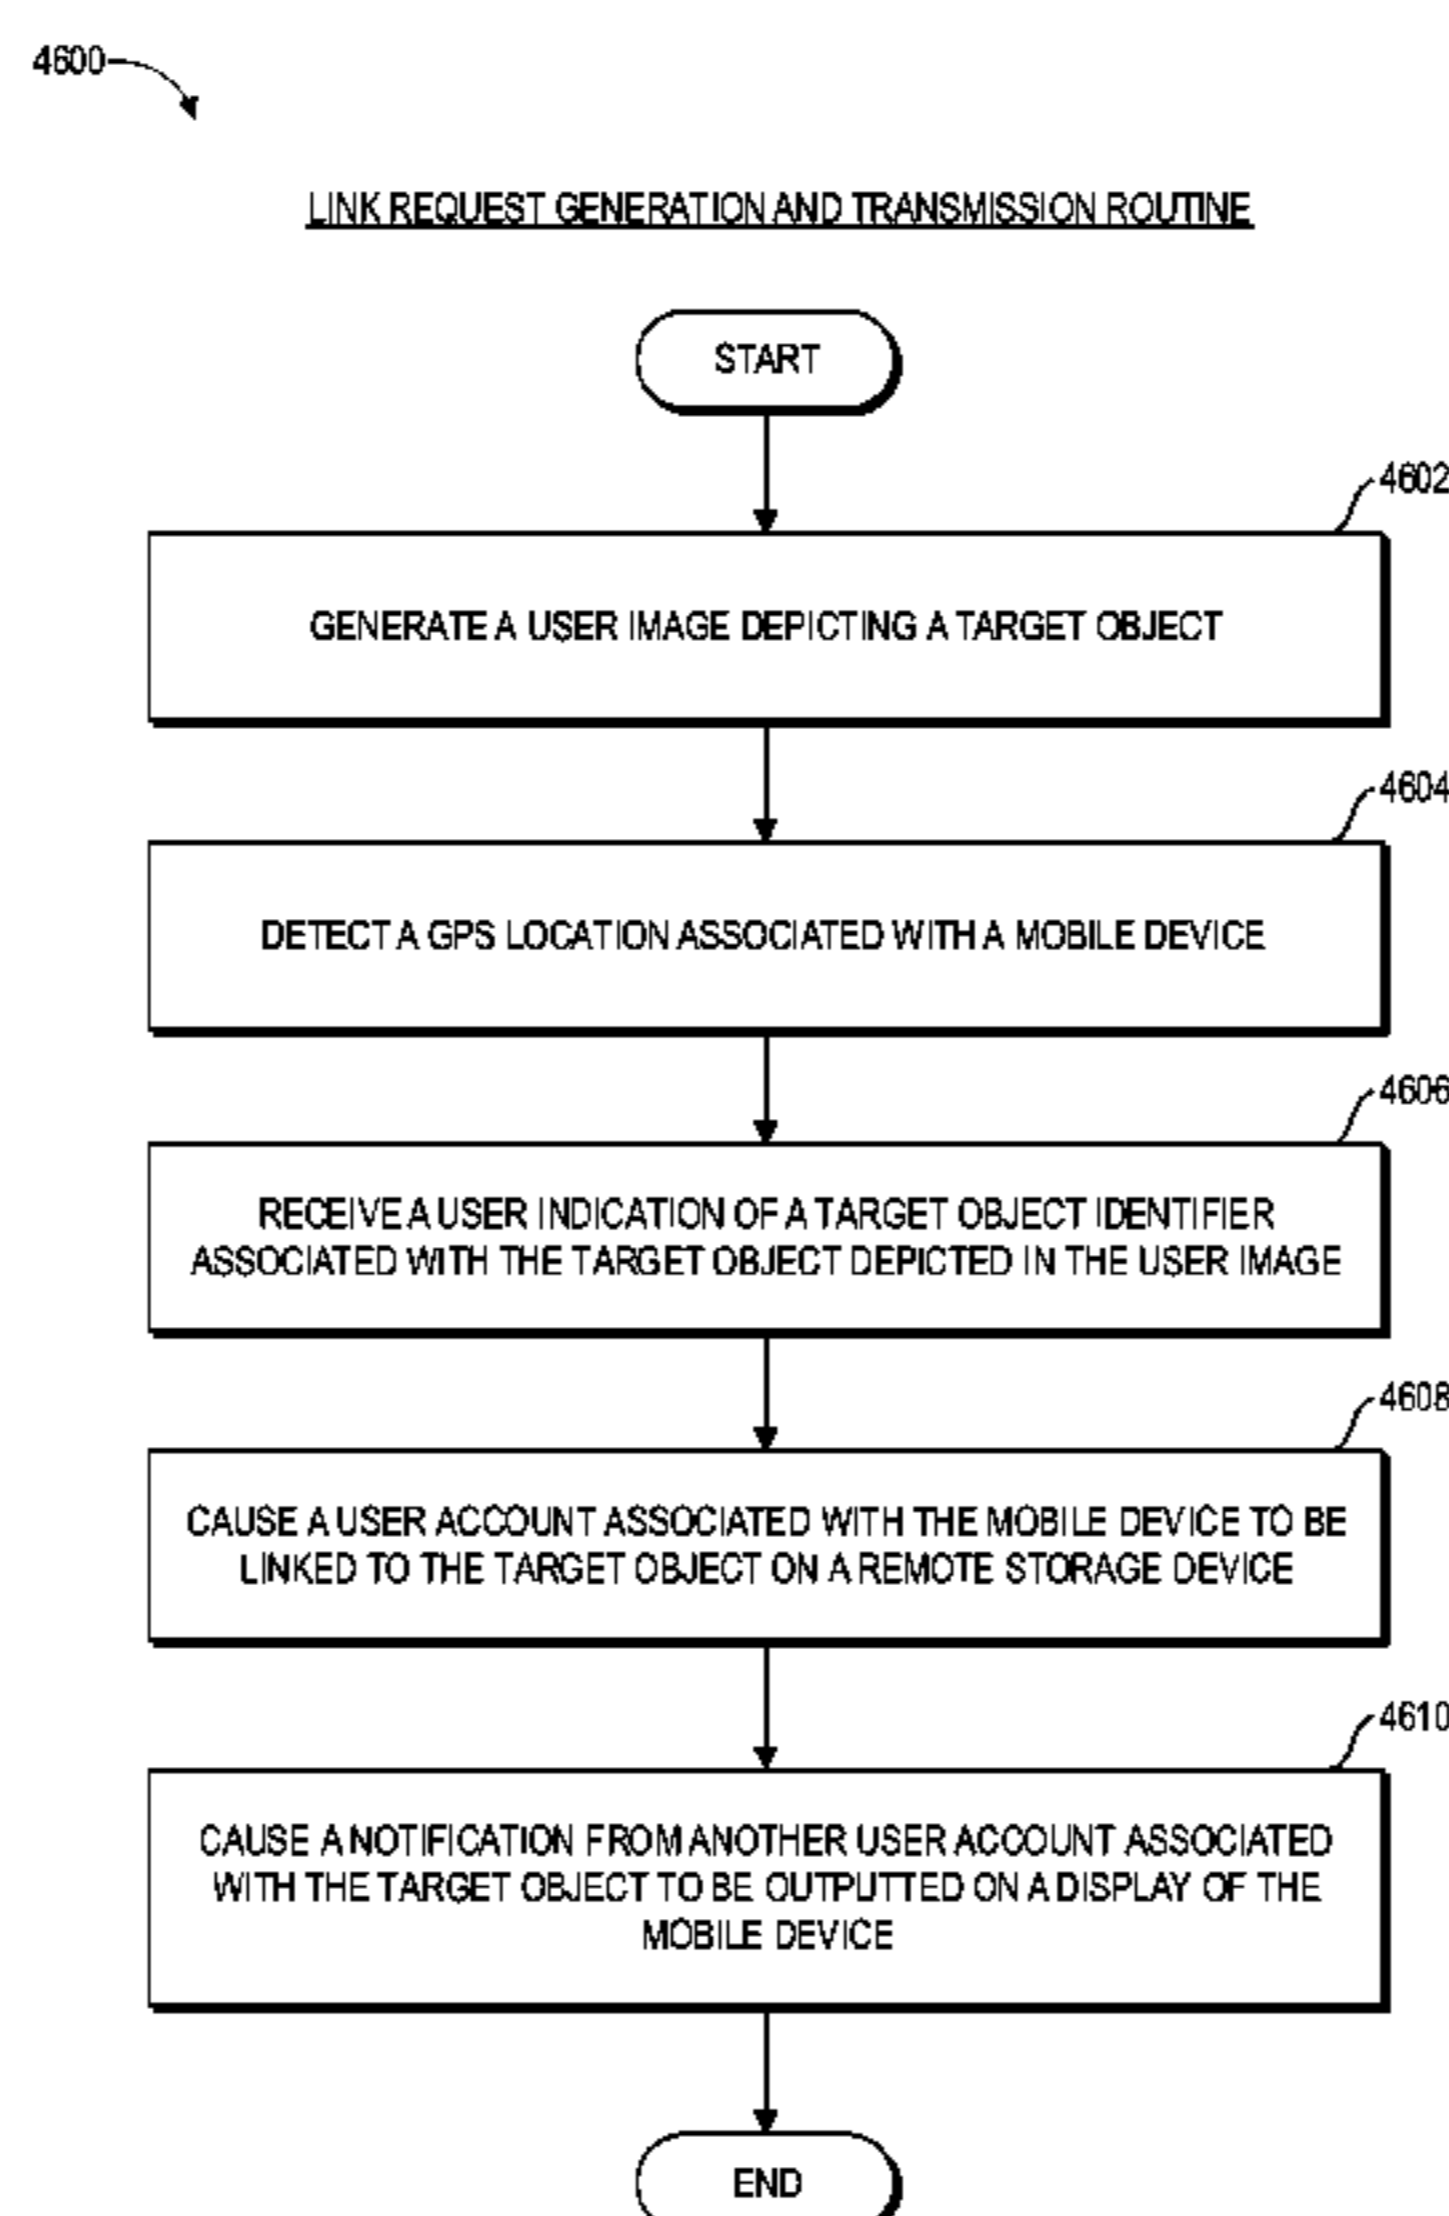 4600
LINK REQUEST GENERATION AND TRANSMISSION ROUTINE
START
4602
GENERATE A USER IMAGE DEPICTING A TARGET OBJECT
4604
DETECT A GPS LOCATION ASSOCIATED WITH A MOBILE DEVICE
4606
RECEIVE A USER INDICATION OF A TARGET OBJECT IDENTIFIER
ASSOCIATED WITH THE TARGET OBJECT DEPICTED IN THE USER IMAGE
4608
CAUSE A USER ACCOUNT ASSOCIATED WITH THE MOBILE DEVICE TO BE
LINKED TO THE TARGET OBJECT ON A REMOTE STORAGE DEVICE
4610
CAUSE A NOTIFICATION FROM ANOTHER USER ACCOUNT ASSOCIATED
WITH THE TARGET OBJECT TO BE OUTPUTTED ON A DISPLAY OF THE
MOBILE DEVICE
END